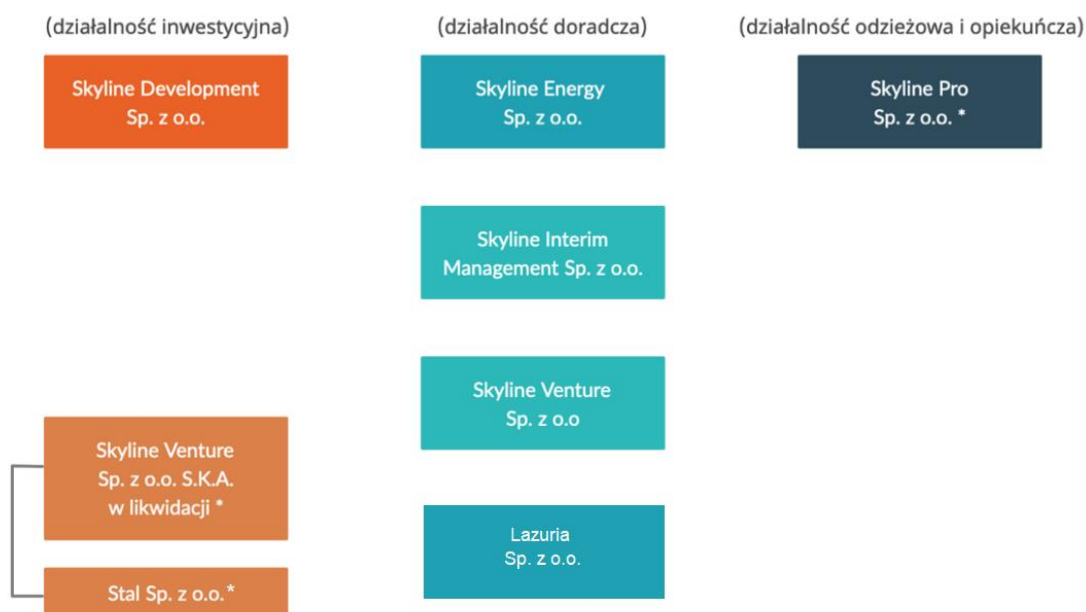 (działalność inwestycyjna)
(działalność doradcza)
(działalność odzieżowa i opiekuńcza)
Skyline Development
Sp. z o.o.
Skyline Energy
Sp. z o.o.
Skyline Pro
Sp. z o.o. *
Skyline Interim
Management Sp. z o.o.
Skyline Venture
Sp. z o.o
Skyline Venture
Sp. z o.o. S.K.A.
w likwidacji *
Lazuria
Sp. z o.o.
Stal Sp. z o.o.*